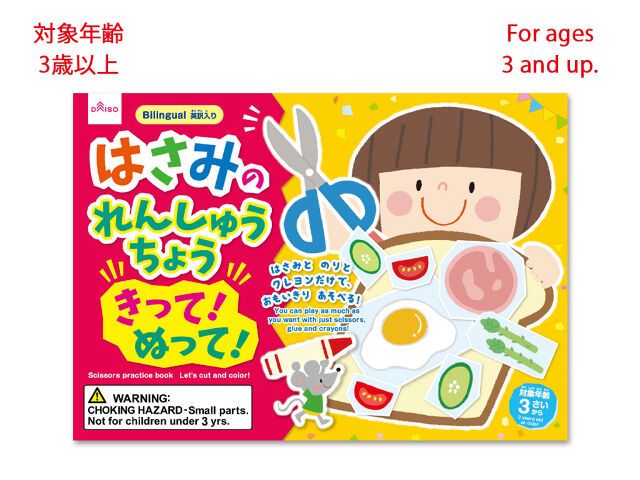 対象年齢
3歳以上
For ages
3 and up.
DAISO
Bilingual 英訳入り
はさみの
れんしゅう
ちょう
きって!
ぬって!
Scissors practice book Let's cut and color!
はさみと のりと
クレヨンだけで、
おもいきり あそべる!
You can play as much as
you want with just scissors,
glue and crayons!
WARNING:
CHOKING HAZARD-Small parts.
Not for children under 3 yrs.
対象年齢
3さい
から
3 years old
or older